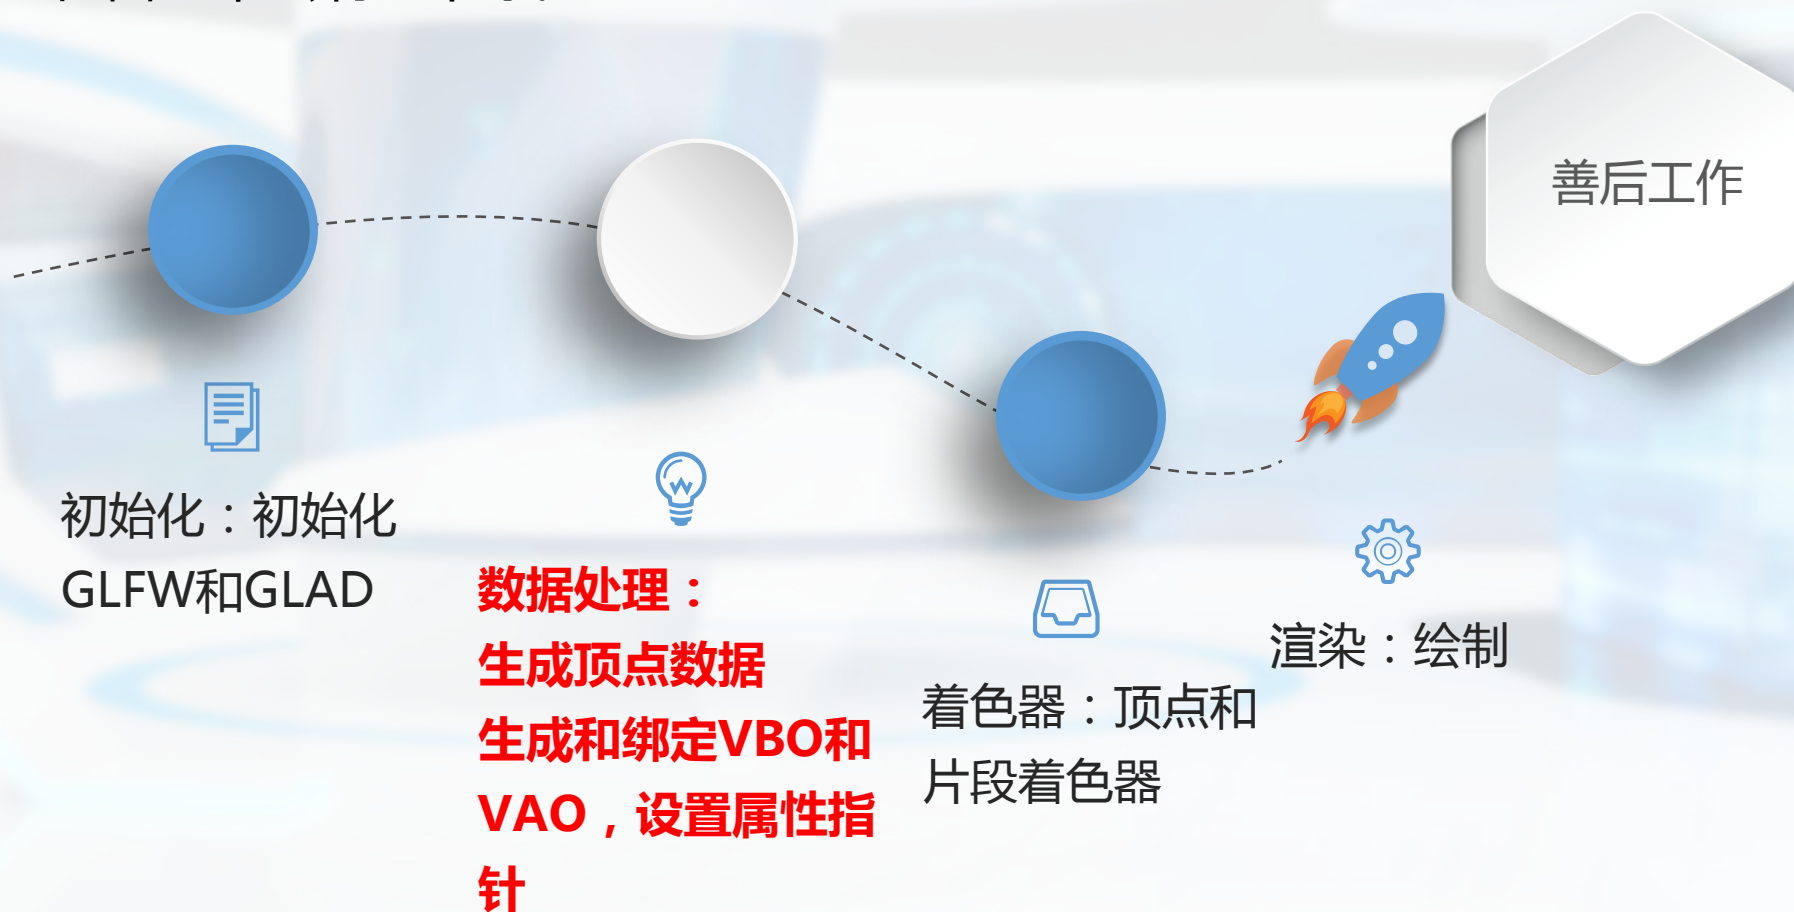 善后工作
初始化：初始化
GLFW和GLAD
数据处理：
生成顶点数据
生成和绑定VBO和
VAO，设置属性指
针
着色器：顶点和
片段着色器
渲染：绘制